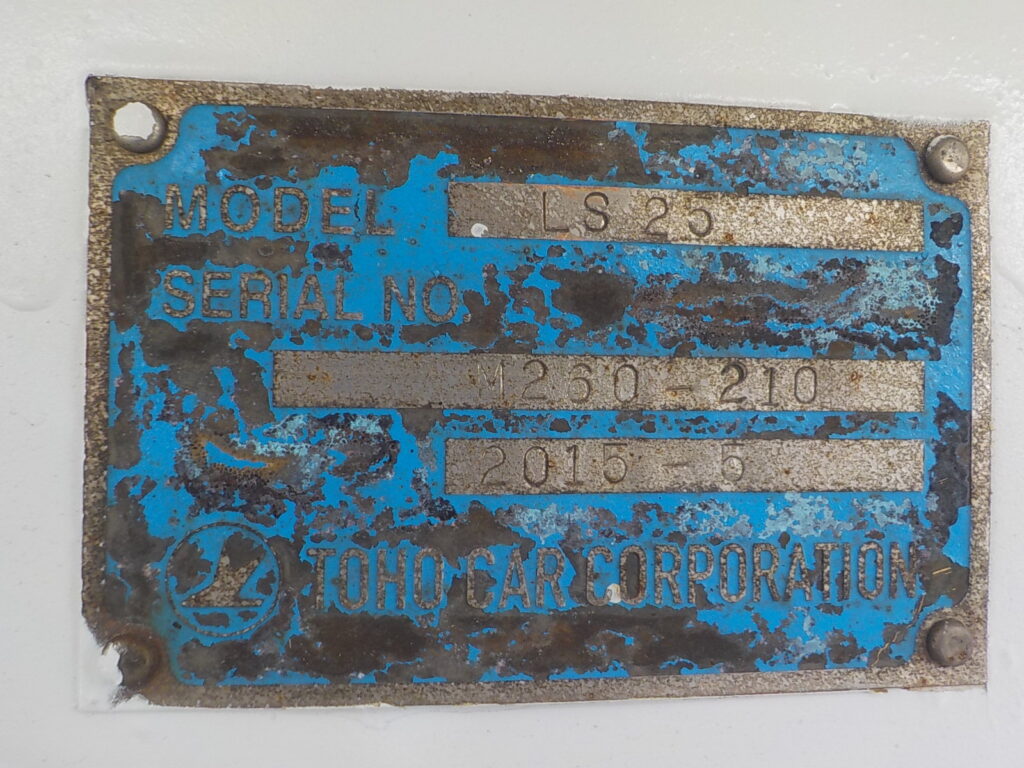 MODEL LS 25
SERIAL NO.
M260-210
2015-5
TOHO CAR CORPORATION